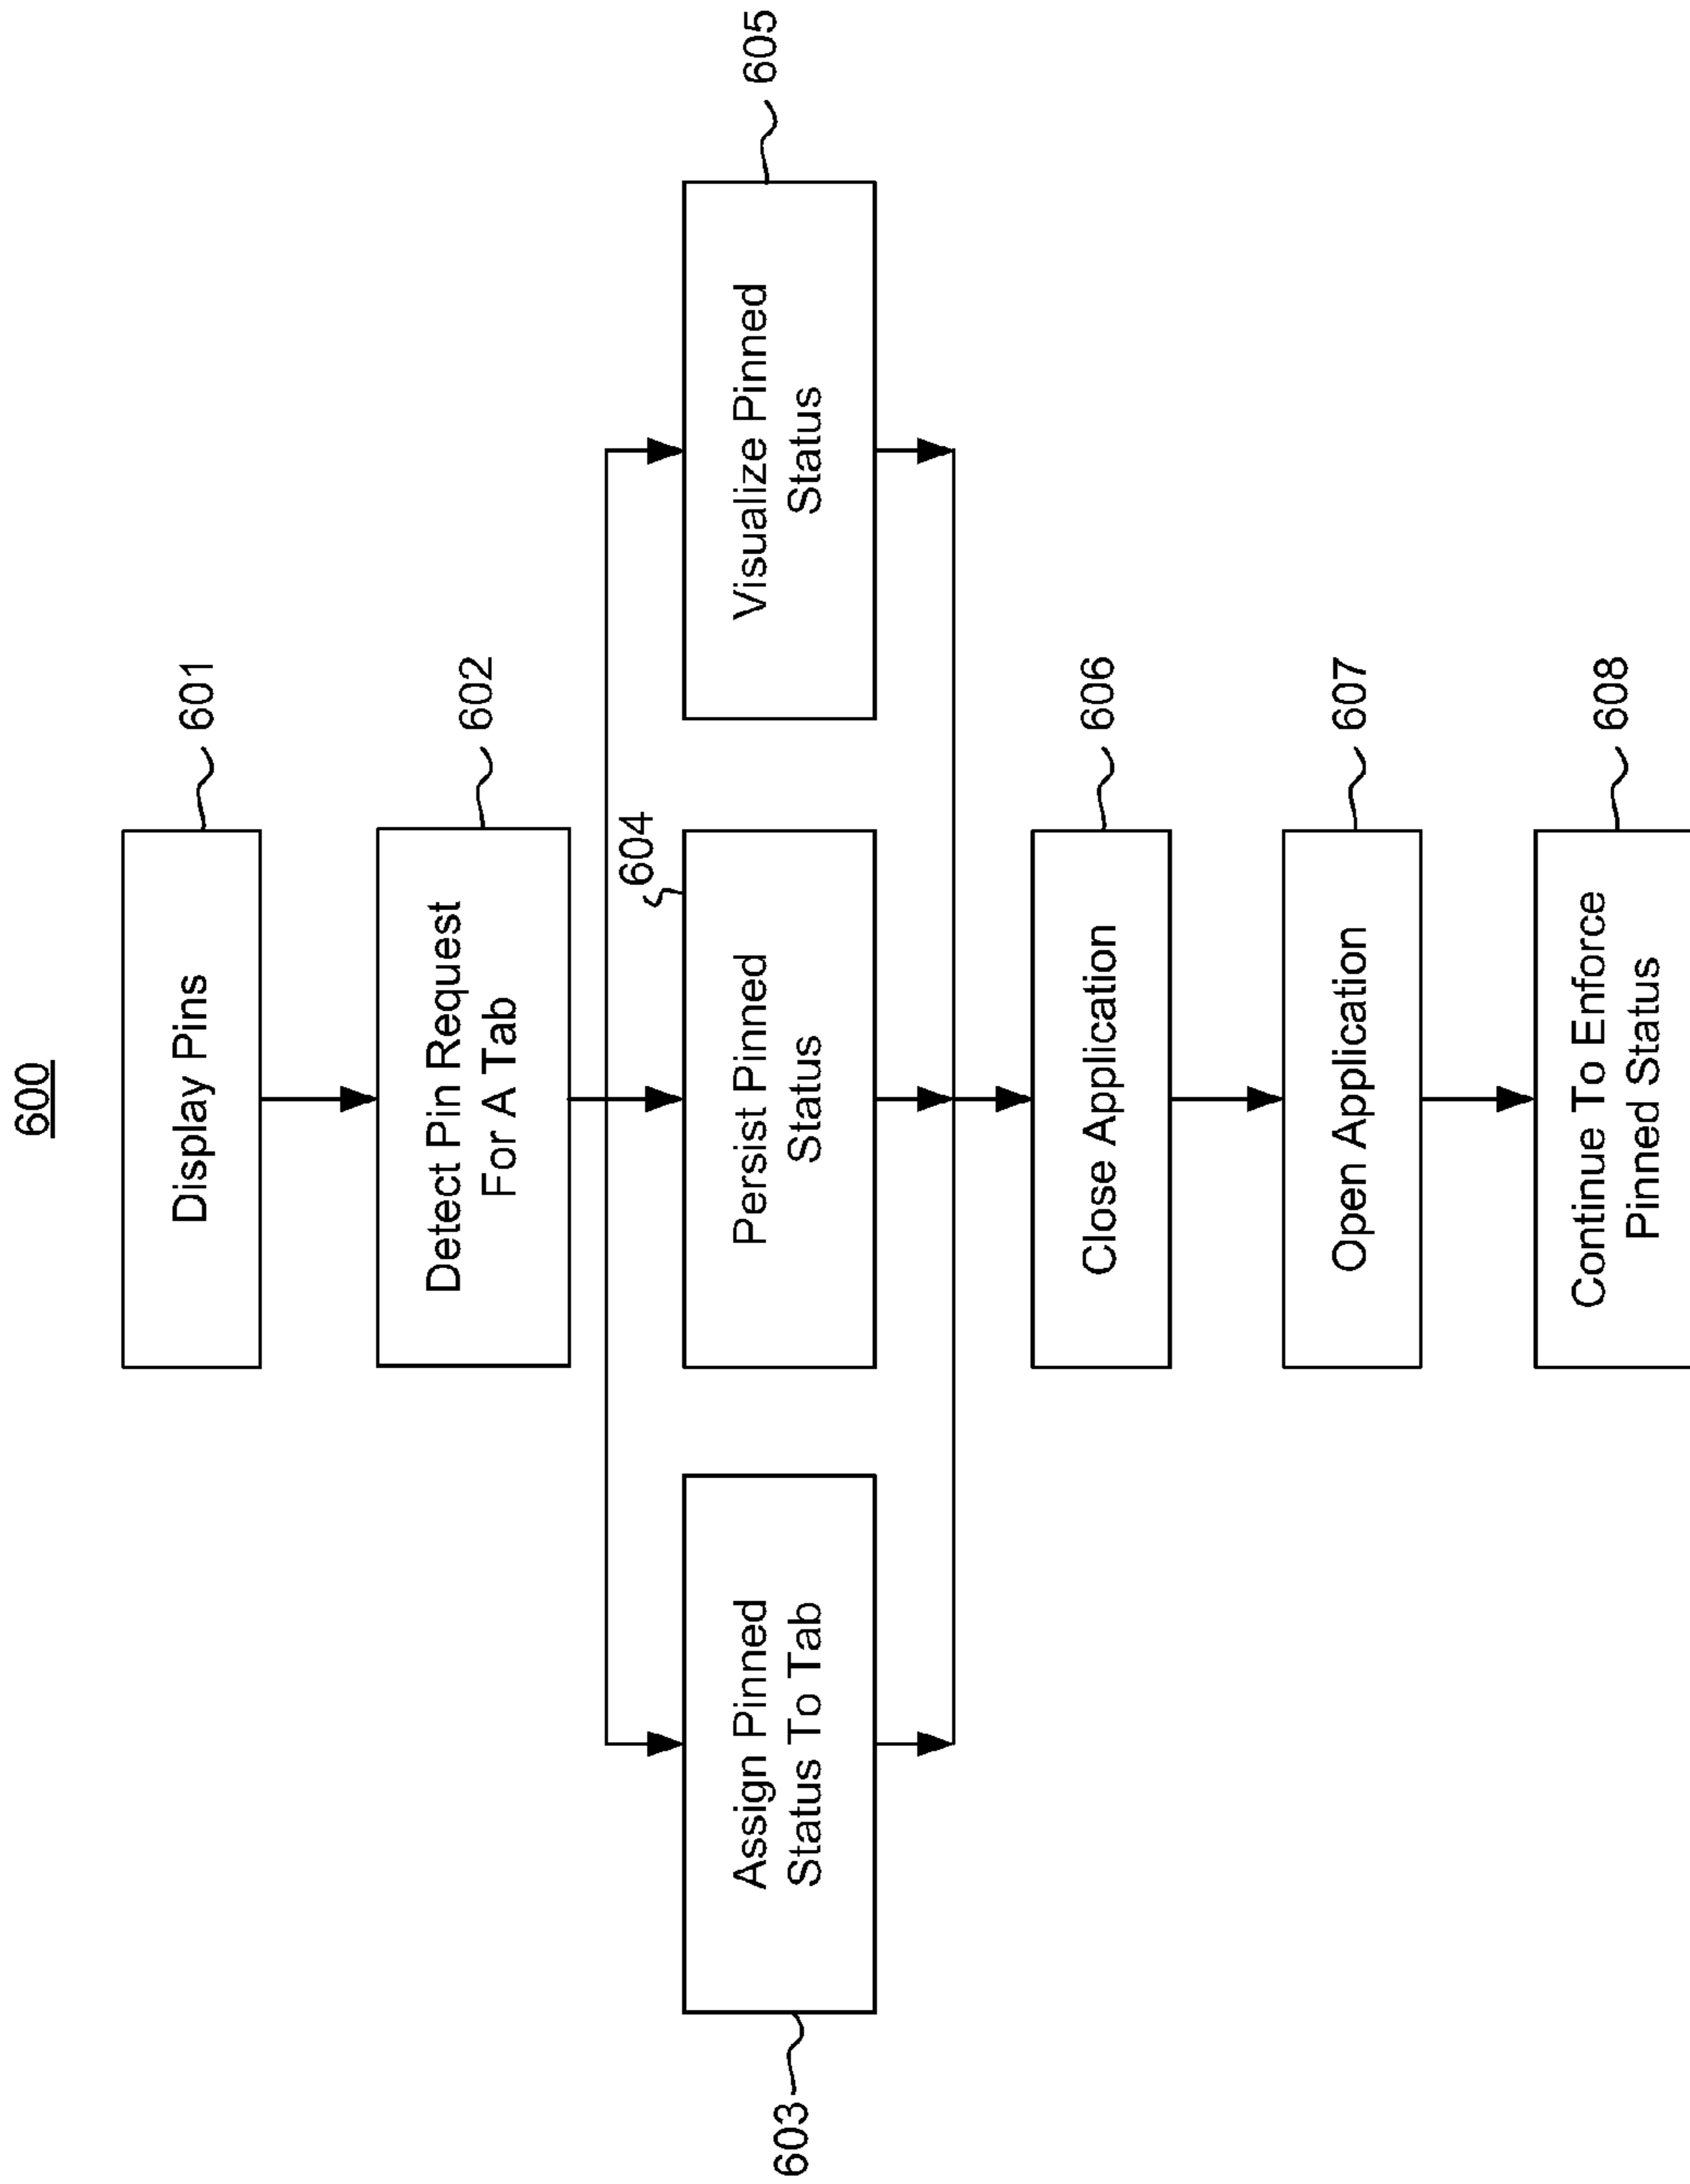 600
Display Pins
601
Detect Pin Request
For A Tab
602
603
Assign Pinned
Status To Tab
604
Persist Pinned
Status
Visualize Pinned
Status
605
Close Application
606
Open Application
607
Continue To Enforce
Pinned Status
608